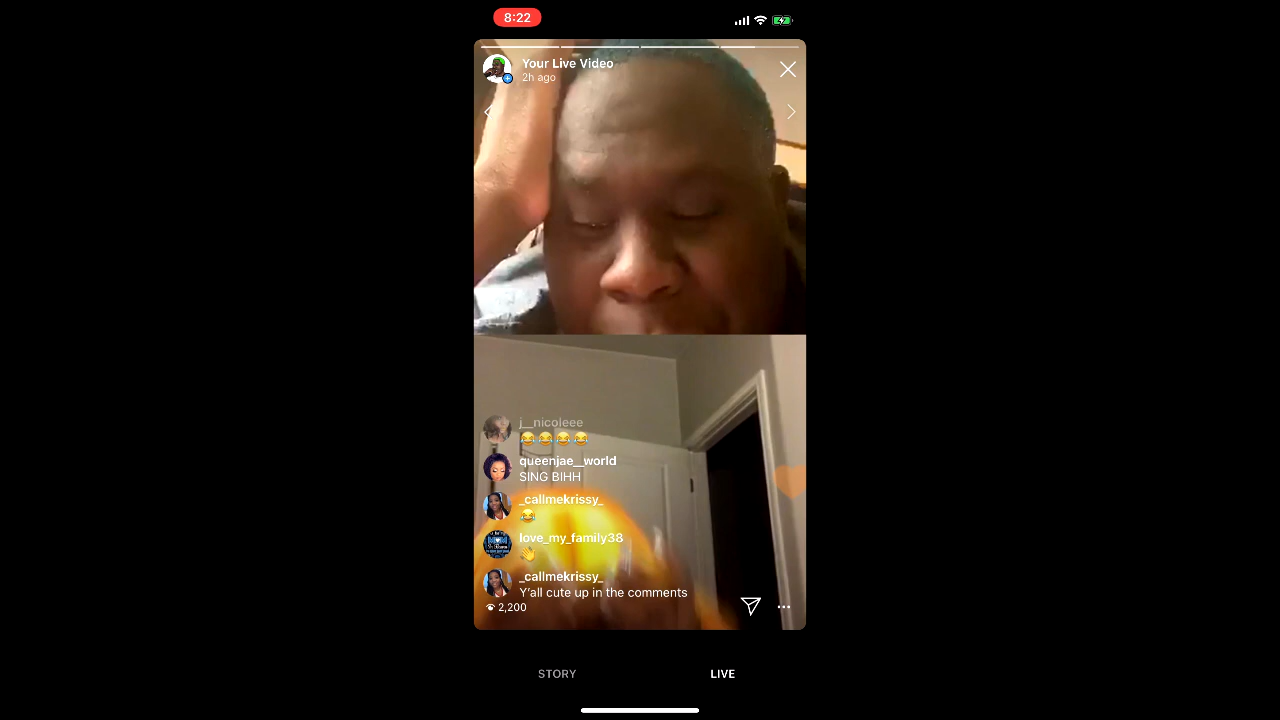 8:22
Your Live Video
2h ago
j__nicoleee
😂😂😂😂
queenjae__world
SING BIHH
_callmekrissy_
😂
love_my_family38
👋
_callmekrissy_
Y'all cute up in the comments
2,200
STORY
LIVE